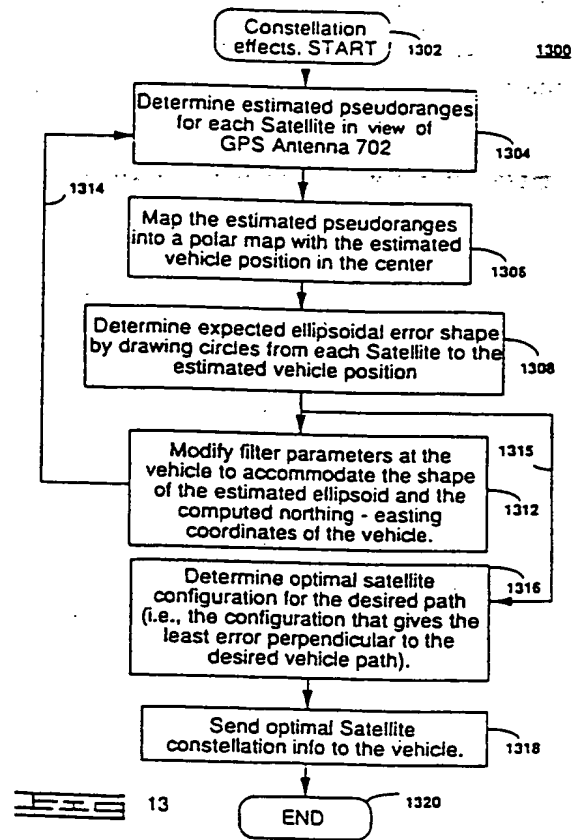 Constellation
effects. START
1302
1300
Determine estimated pseudoranges
for each Satellite in view of
GPS Antenna 702
1304
1314
Map the estimated pseudoranges
into a polar map with the estimated
vehicle position in the center
1306
Determine expected ellipsoidal error shape
by drawing circles from each Satellite to the
estimated vehicle position
1308
1315
Modify filter parameters at the
vehicle to accommodate the shape
of the estimated ellipsoid and the
computed northing - easting
coordinates of the vehicle.
1312
Determine optimal satellite
configuration for the desired path
(i.e., the configuration that gives the
least error perpendicular to the
desired vehicle path).
1316
Send optimal Satellite
constellation info to the vehicle.
1318
13
END
1320